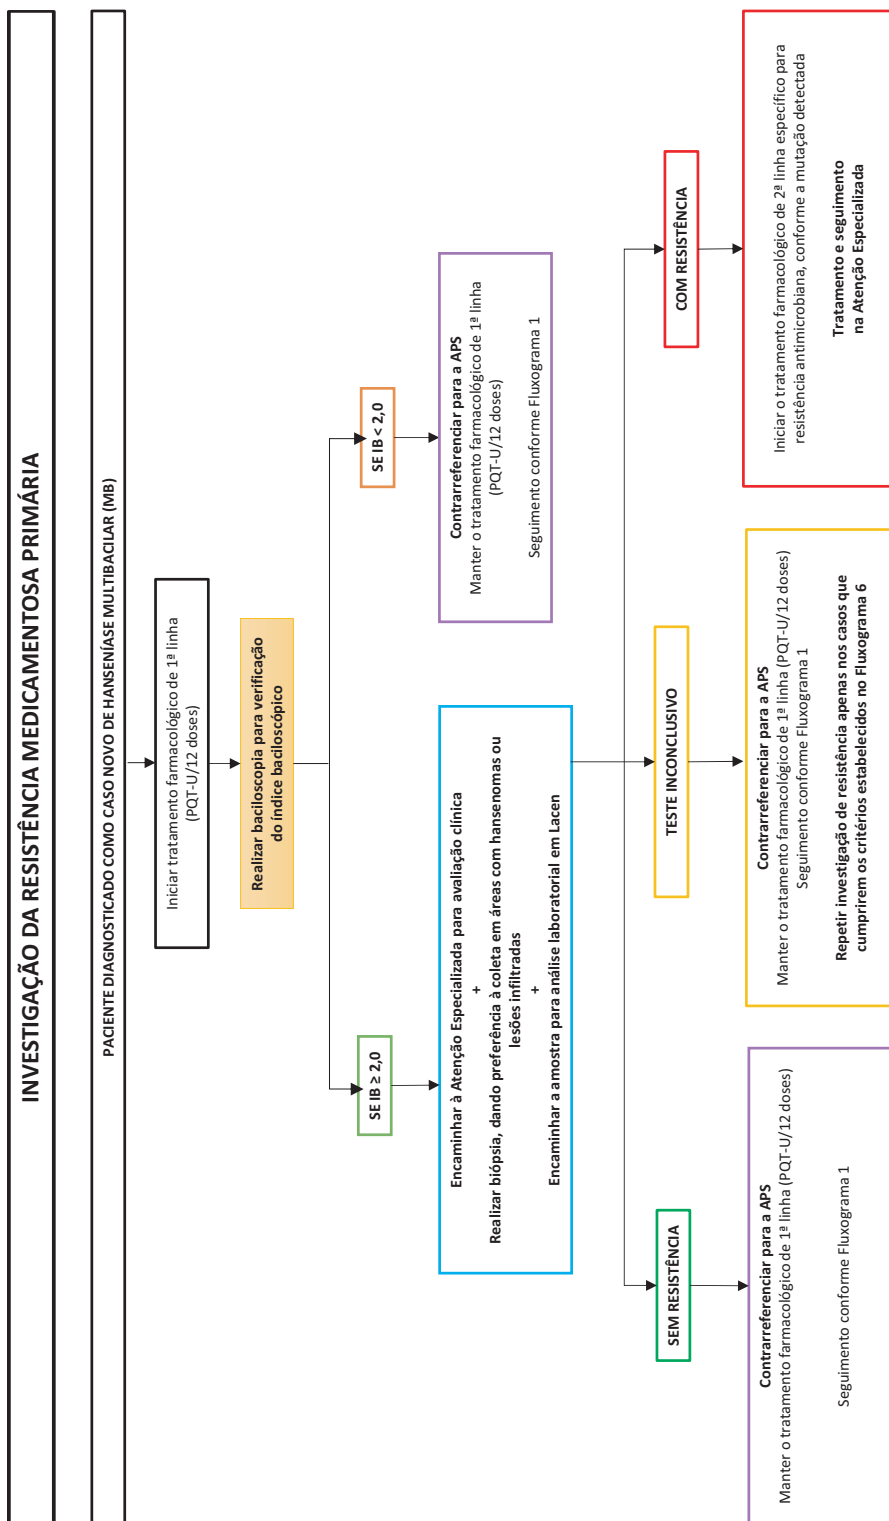 INVESTIGAÇÃO DA RESISTÊNCIA MEDICAMENTOSA PRIMÁRIA
PACIENTE DIAGNOSTICADO COMO CASO NOVO DE HANSENÍASE MULTIBACILAR (MB)
Iniciar tratamento farmacológico de 1ª linha
(PQT-U/12 doses)
Realizar baciloscopia para verificação
do índice baciloscópico
SE IB ≥ 2,0
SE IB < 2,0
Encaminhar à Atenção Especializada para avaliação clínica
+
Realizar biópsia, dando preferência à coleta em áreas com hansenomas ou
lesões infiltradas
+
Encaminhar a amostra para análise laboratorial em Lacen
Contrarreferenciar para a APS
Manter o tratamento farmacológico de 1ª linha
(PQT-U/12 doses)
Seguimento conforme Fluxograma 1
SEM RESISTÊNCIA
TESTE INCONCLUSIVO
COM RESISTÊNCIA
Contrarreferenciar para a APS
Manter o tratamento farmacológico de 1ª linha (PQT-U/12 doses)
Seguimento conforme Fluxograma 1
Contrarreferenciar para a APS
Manter o tratamento farmacológico de 1ª linha (PQT-U/12 doses)
Seguimento conforme Fluxograma 1
Repetir investigação de resistência apenas nos casos que
cumprirem os critérios estabelecidos no Fluxograma 6
Iniciar o tratamento farmacológico de 2ª linha específico para
resistência antimicrobiana, conforme a mutação detectada
Tratamento e seguimento
na Atenção Especializada